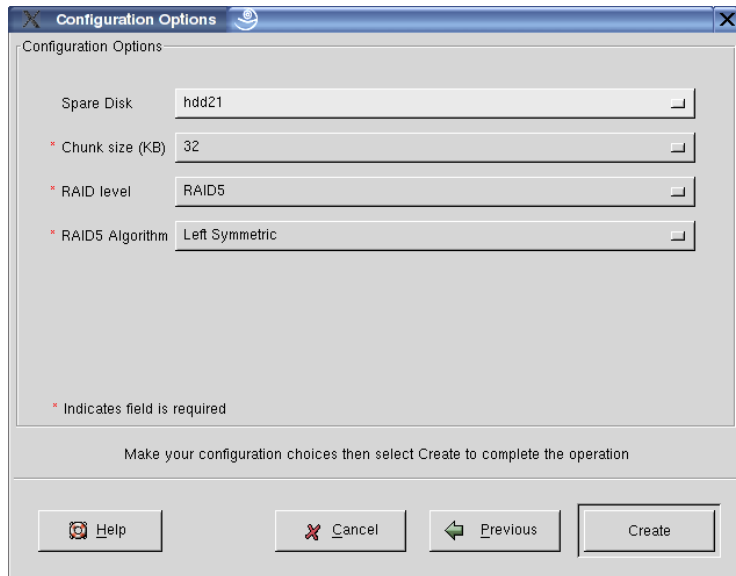 Configuration Options
Configuration Options
Spare Disk hdd21
* Chunk size (KB) 32
* RAID level RAID5
* RAID5 Algorithm Left Symmetric
* Indicates field is required
Make your configuration choices then select Create to complete the operation
Help Cancel Previous Create